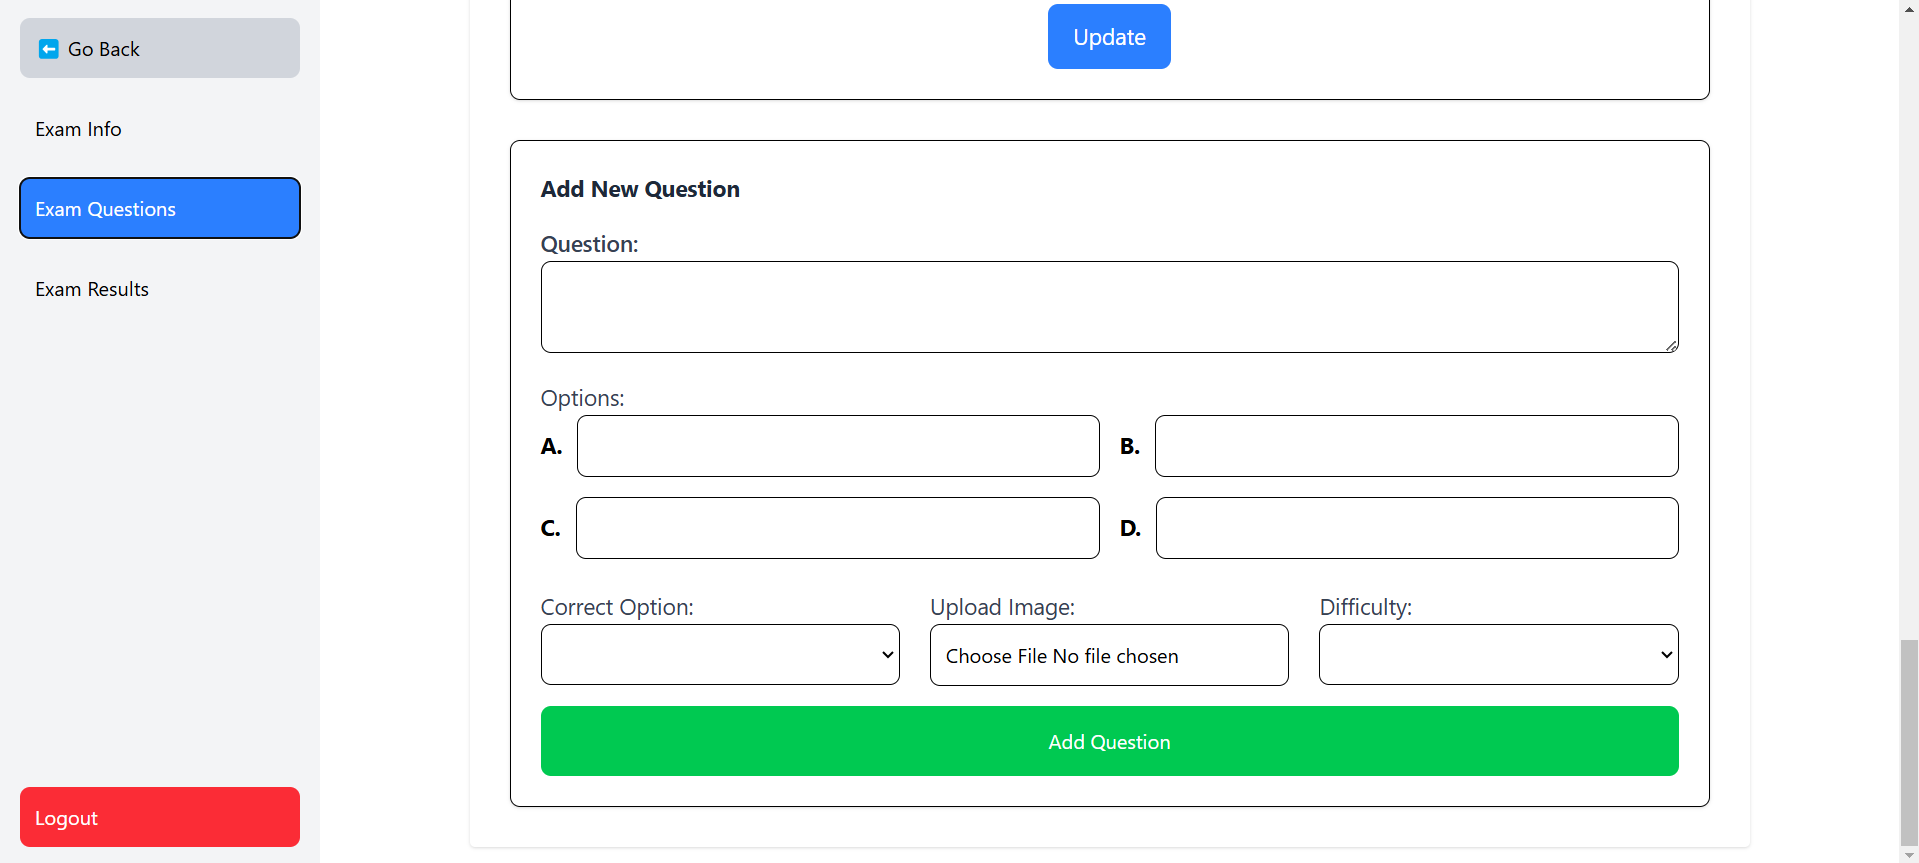 Go Back
Exam Info
Exam Questions
Exam Results
Logout
Update
Add New Question
Question:
Options:
A.
B.
C.
D.
Correct Option:
Upload Image:
Difficulty:
Choose File No file chosen
Add Question